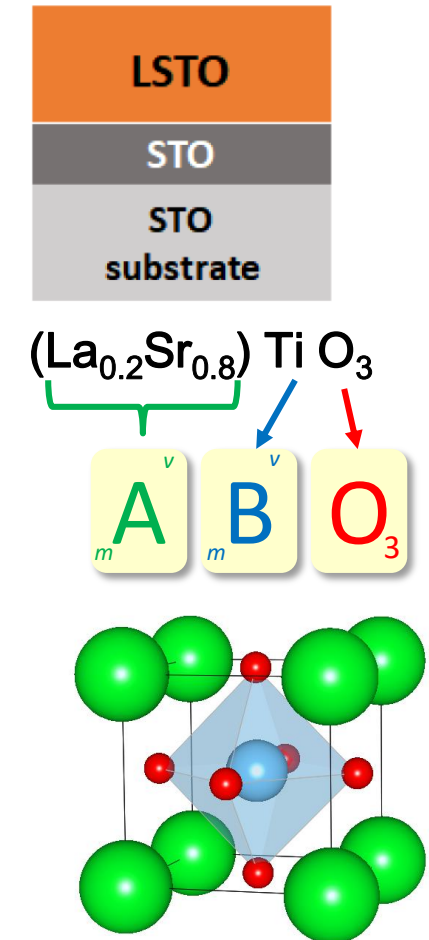 LSTO
STO
STO
substrate
(La0.2Sr0.8) Ti O3
v v
A B O3
m m